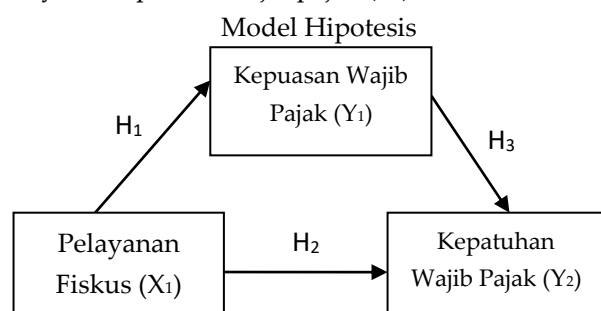 Model Hipotesis
Kepuasan Wajib
Pajak (Y1)
H1
H3
Pelayanan
Fiskus (X1)
H2
Kepatuhan
Wajib Pajak (Y2)